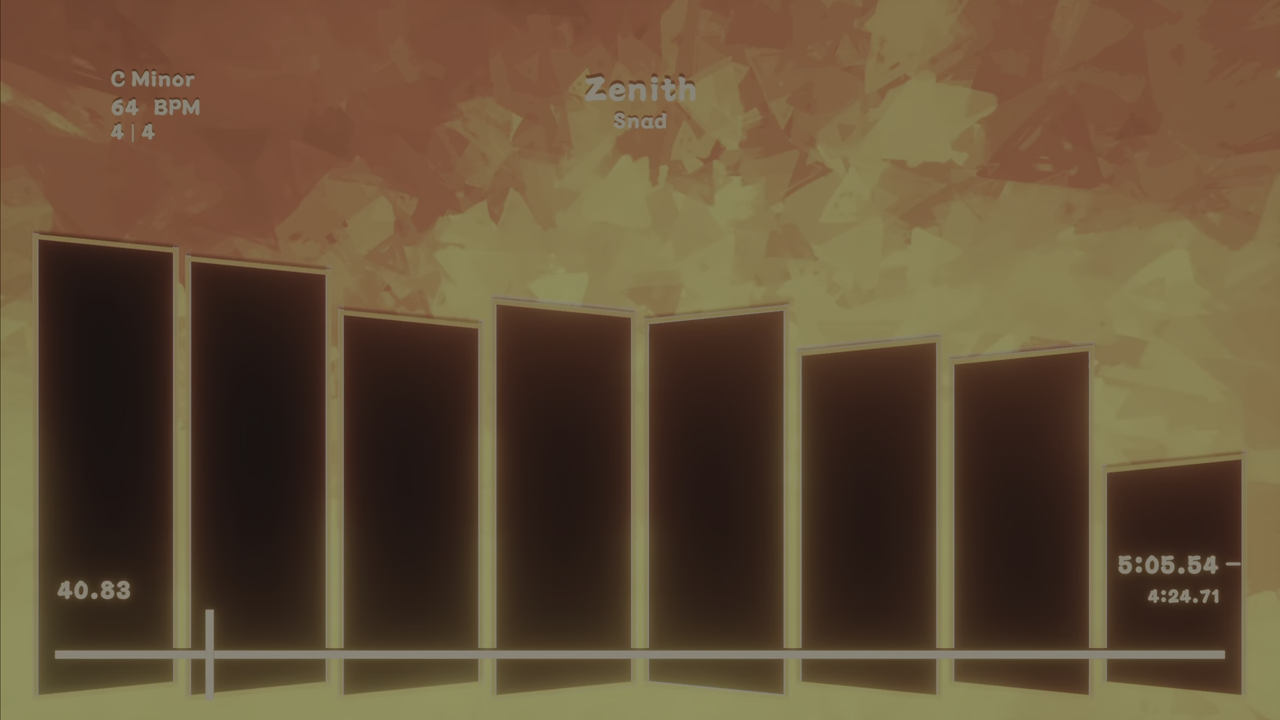 C Minor
64 BPM
4 | 4
Zenith
Snad
40.83
5:05.54 –
4:24.71